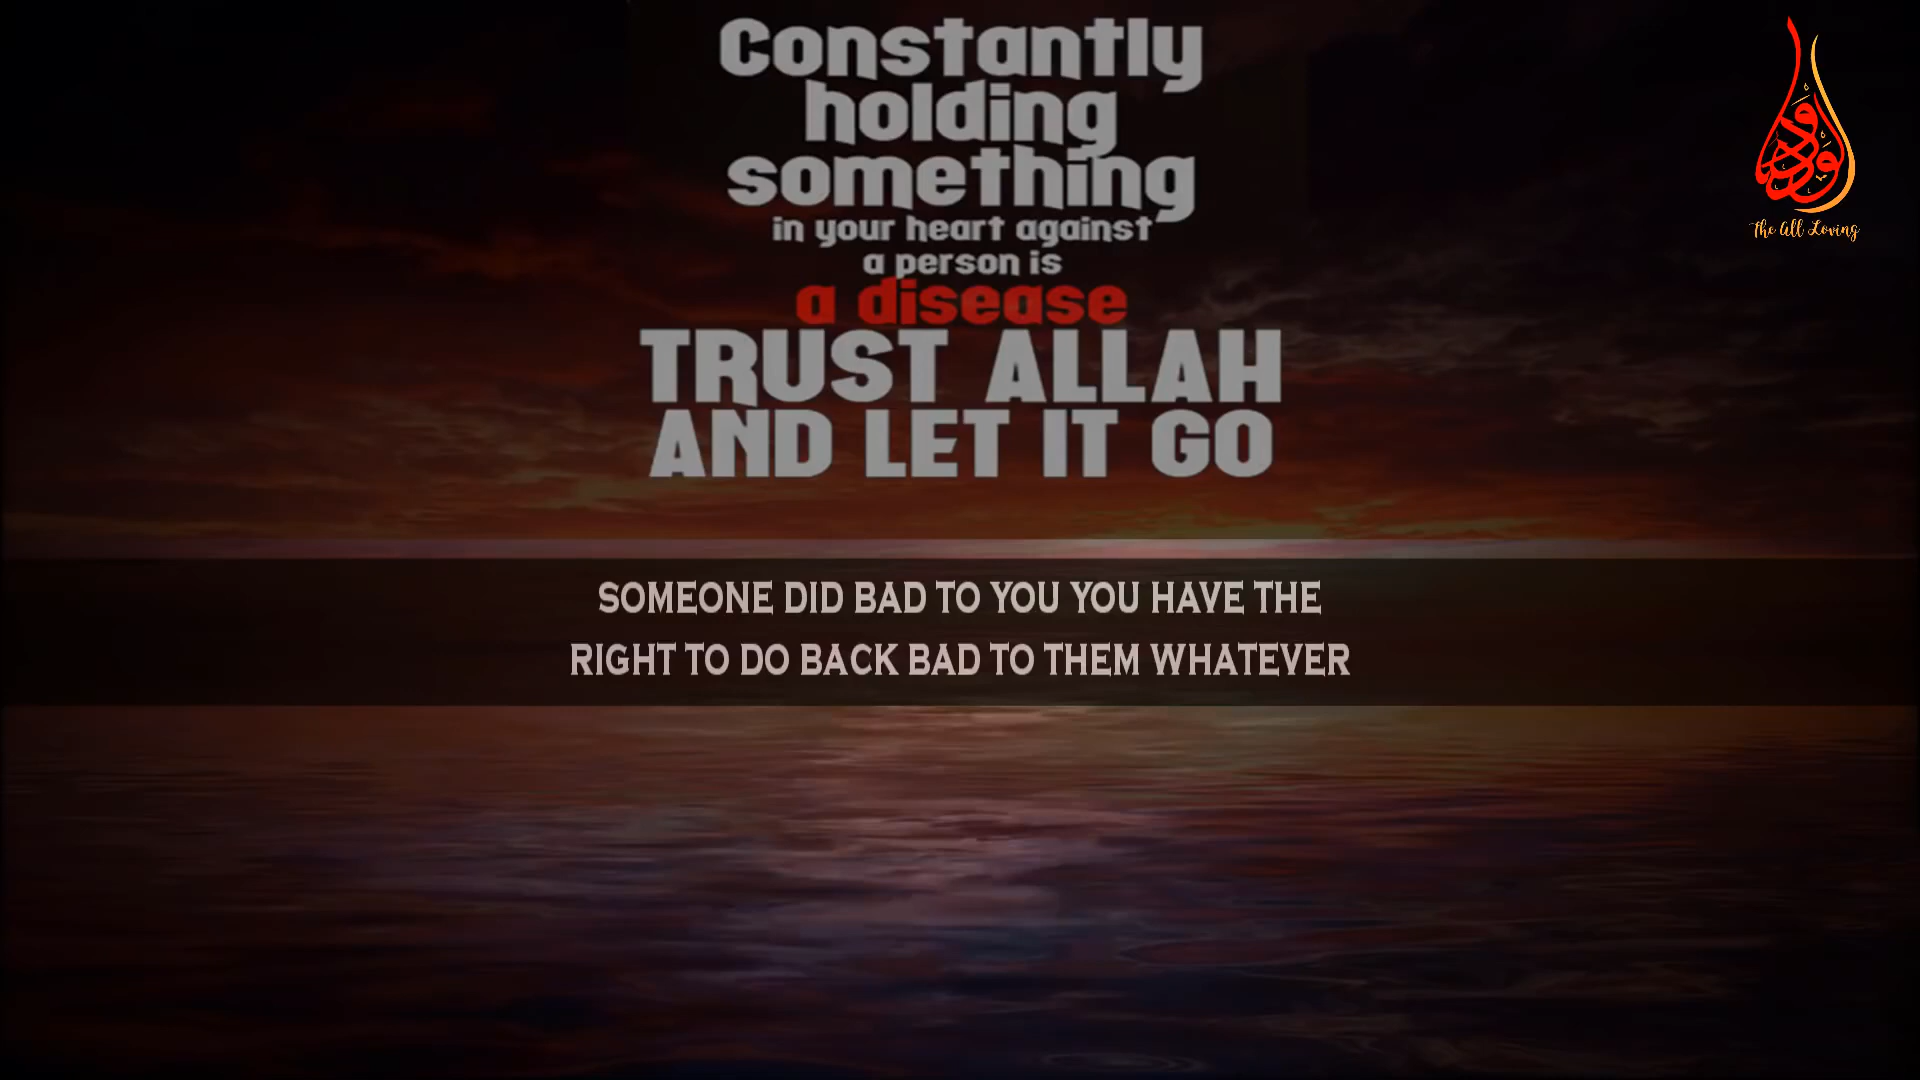 Constantly
holding
something
in your heart against
a person is
a disease
TRUST ALLAH
AND LET IT GO
The All Loving
SOMEONE DID BAD TO YOU YOU HAVE THE
RIGHT TO DO BACK BAD TO THEM WHATEVER